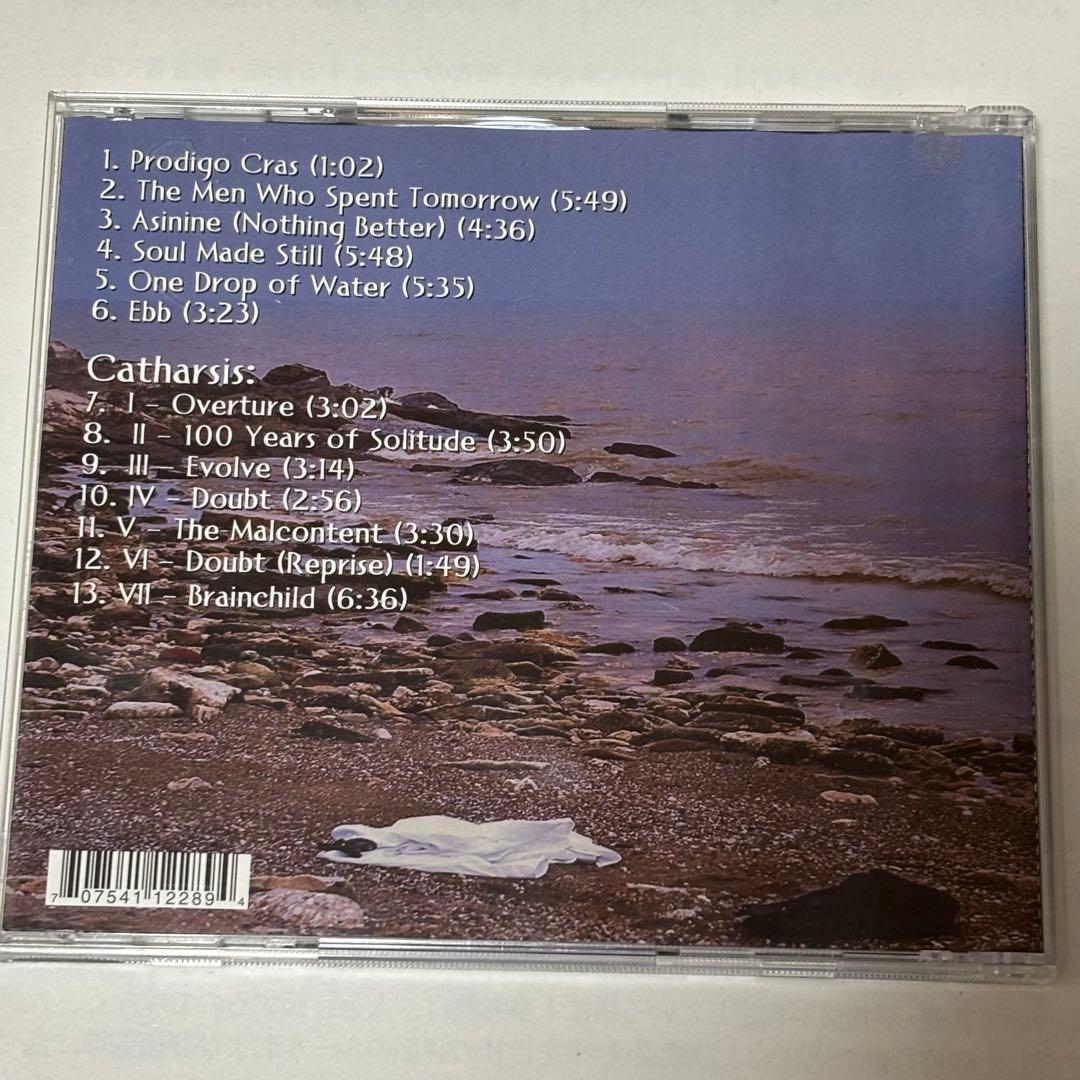 1. Prodigo Cras (1:02)
2. The Men Who Spent Tomorrow (5:49)
3. Asinine (Nothing Better) (4:36)
4. Soul Made Still (5:48)
5. One Drop of Water (5:35)
6. Ebb (3:23)
Catharsis:
7. I – Overture (3:02)
8. II – 100 Years of Solitude (3:50)
9. III – Evolve (3:14)
10. IV – Doubt (2:56)
11. V – The Malcontent (3:30)
12. VI – Doubt (Reprise) (1:49)
13. VII – Brainchild (6:36)
7 07541 12289 4